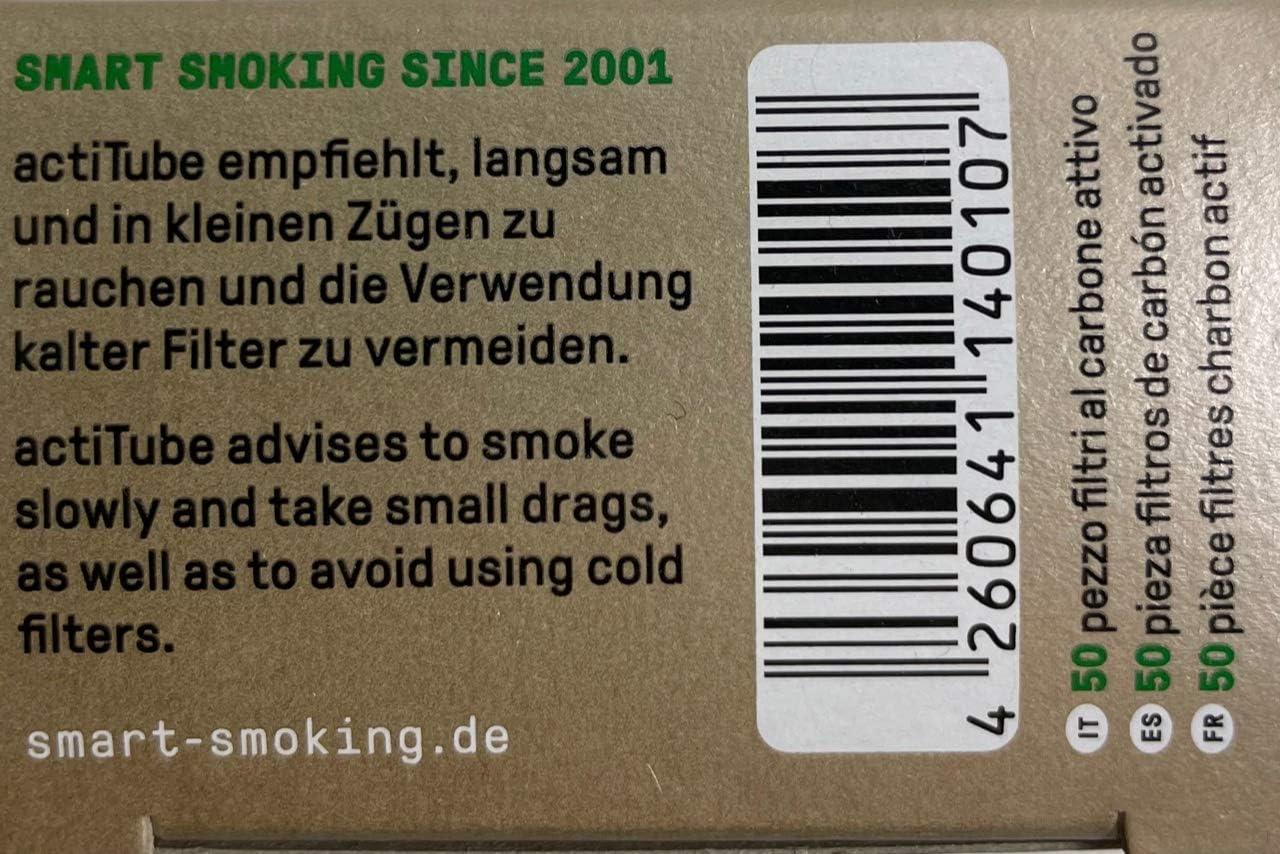 SMART SMOKING SINCE 2001
actiTube empfiehlt, langsam
und in kleinen Zügen zu
rauchen und die Verwendung
kalter Filter zu vermeiden.
actiTube advises to smoke
slowly and take small drags,
as well as to avoid using cold
filters.
smart-smoking.de
4 260641 140107
IT 50 pezzo filtri al carbone attivo
ES 50 pieza filtros de carbón activado
FR 50 pièce filtres charbon actif